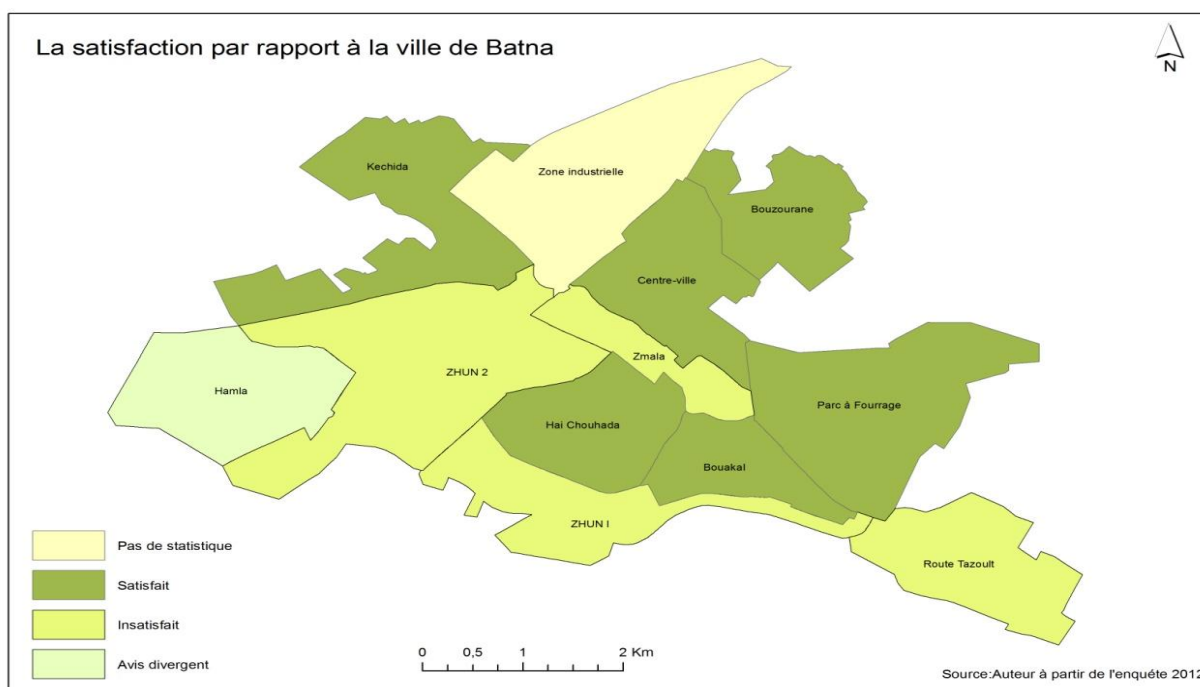 La satisfaction par rapport à la ville de Batna
N
Kechida
Zone industrielle
Bouzourane
Centre-ville
Zmala
ZHUN 2
Hamla
Parc à Fourrage
Hai Chouhada
Bouakal
ZHUN I
Route Tazoult
Pas de statistique
Satisfait
Insatisfait
Avis divergent
0 0,5 1 2 Km
Source:Auteur à partir de l'enquéte 2012